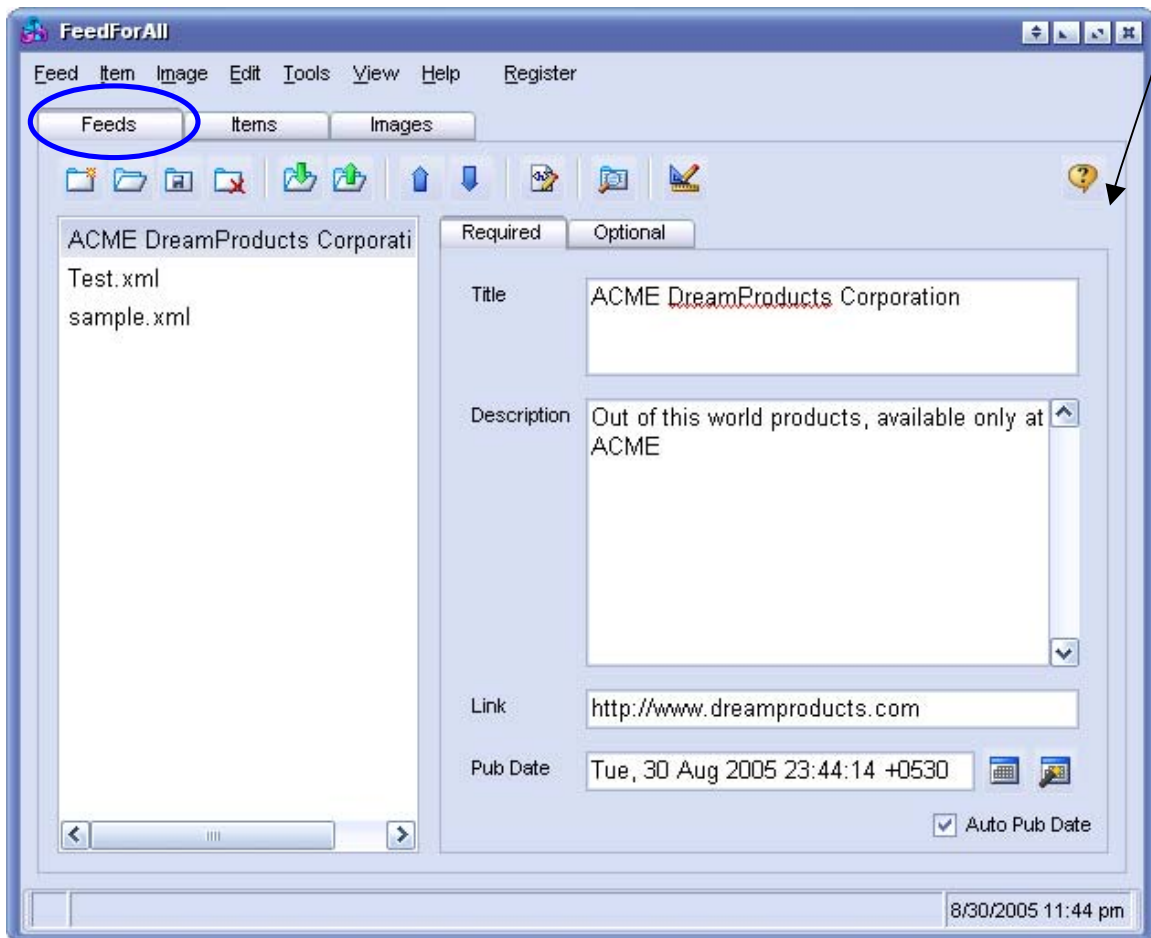 FeedForAll
Feed Item Image Edit Tools View Help Register
Feeds Items Images
ACME DreamProducts Corporati
Test.xml
sample.xml
Required Optional
Title
ACME DreamProducts Corporation
Description
Out of this world products, available only at
ACME
Link
http://www.dreamproducts.com
Pub Date
Tue, 30 Aug 2005 23:44:14 +0530
Auto Pub Date
8/30/2005 11:44 pm